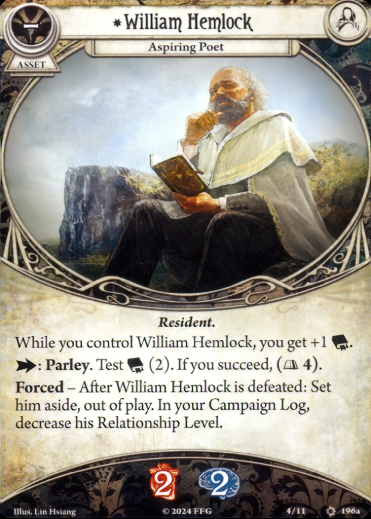 William Hemlock
Aspiring Poet
ASSET
Resident.
While you control William Hemlock, you get +1 .
: Parley. Test (2). If you succeed, ( 4).
Forced – After William Hemlock is defeated: Set
him aside, out of play. In your Campaign Log,
decrease his Relationship Level.
2 2
Illus. Lin Hsiang © 2024 FFG 4/11 196a